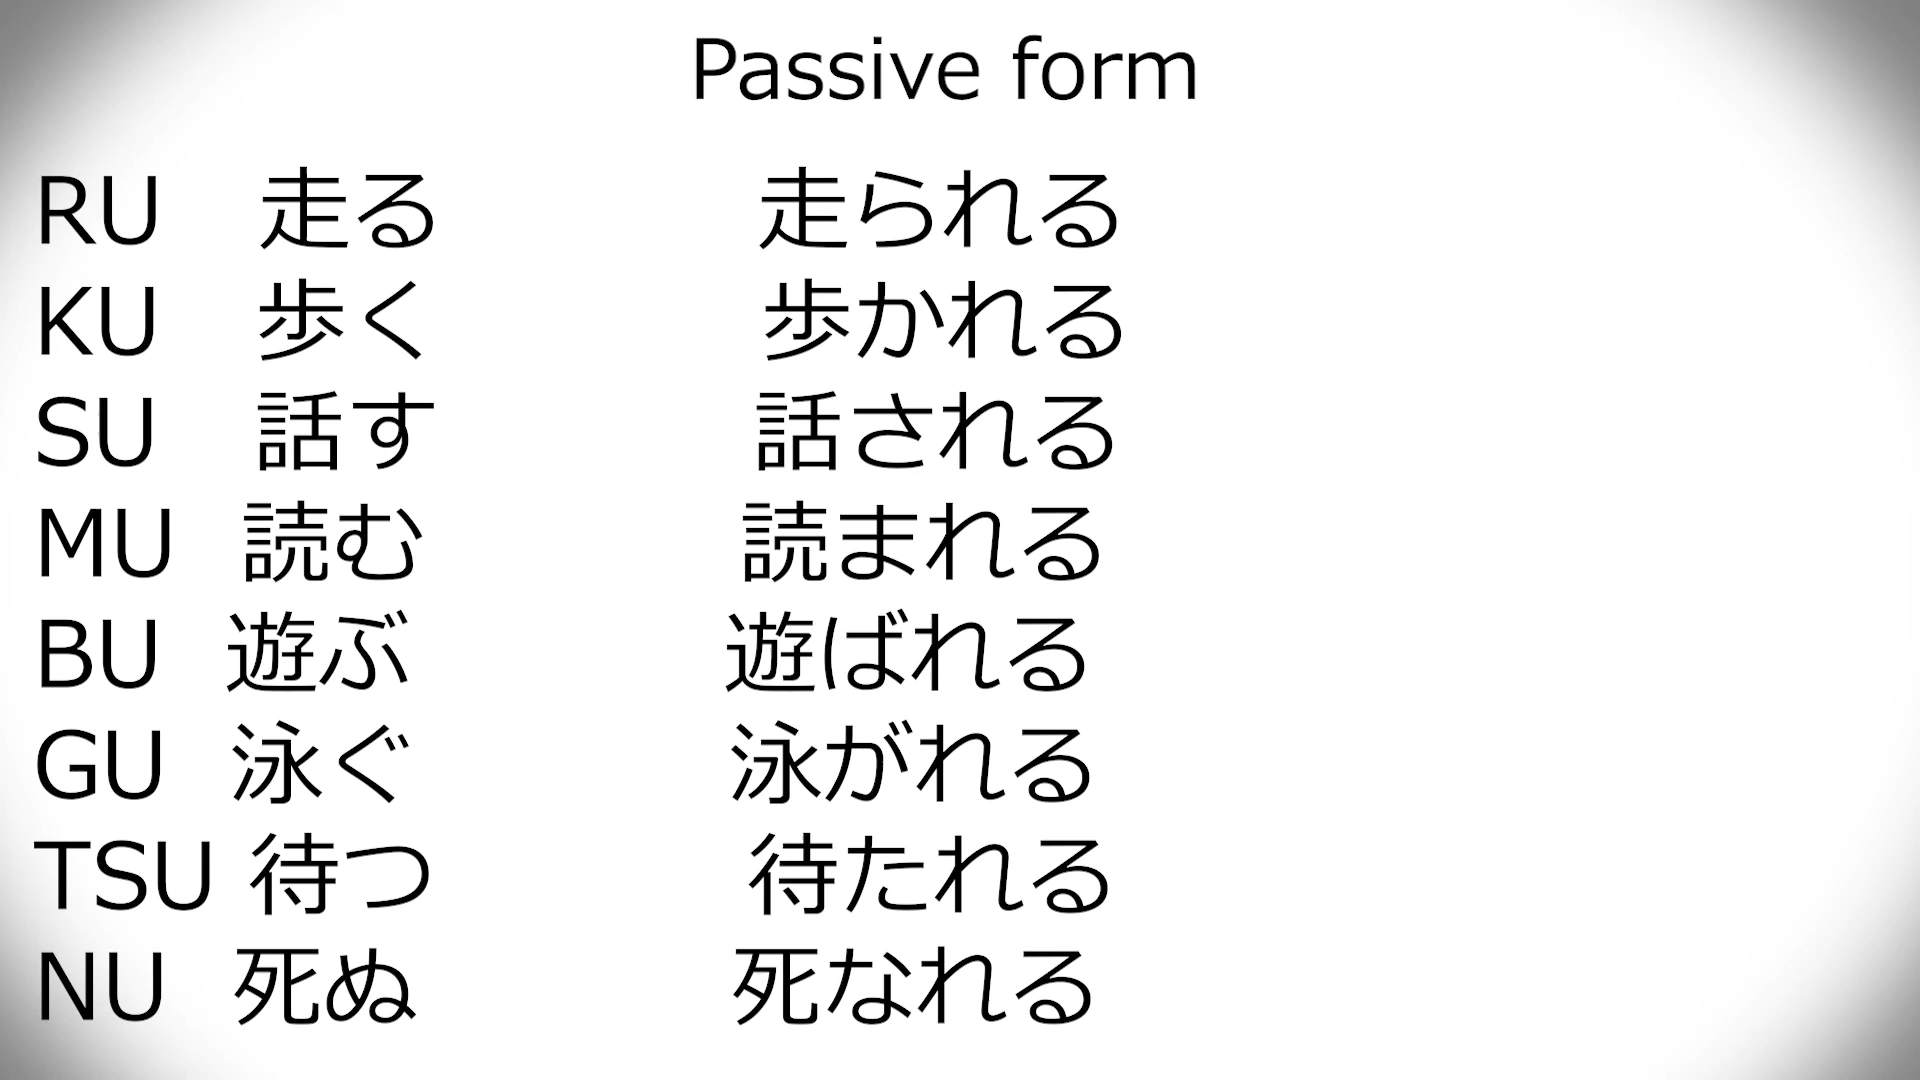 Passive form
RU 走る 走られる
KU 歩く 歩かれる
SU 話す 話される
MU 読む 読まれる
BU 遊ぶ 遊ばれる
GU 泳ぐ 泳がれる
TSU 待つ 待たれる
NU 死ぬ 死なれる